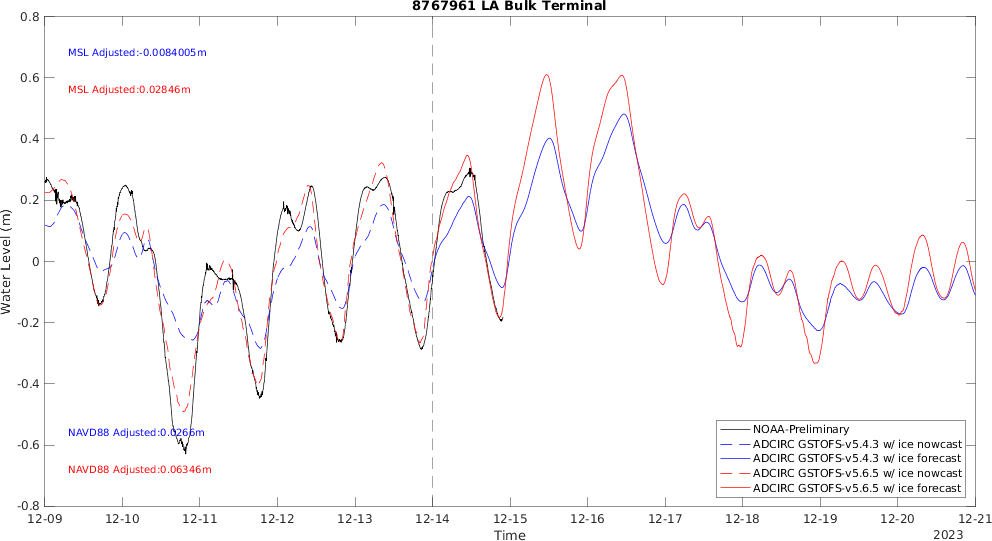 8767961 LA Bulk Terminal
0.8
MSL Adjusted:-0.0084005m
0.6
MSL Adjusted:0.02846m
0.4
0.2
Water Level (m)
0
-0.2
-0.4
NAVD88 Adjusted:0.0266m
NOAA-Preliminary
-0.6
ADCIRC GSTOFS-v5.4.3 w/ ice nowcast
ADCIRC GSTOFS-v5.4.3 w/ ice forecast
NAVD88 Adjusted:0.06346m
ADCIRC GSTOFS-v5.6.5 w/ ice nowcast
ADCIRC GSTOFS-v5.6.5 w/ ice forecast
-0.8
12-09 12-10 12-11 12-12 12-13 12-14 12-15 12-16 12-17 12-18 12-19 12-20 12-21
Time
2023